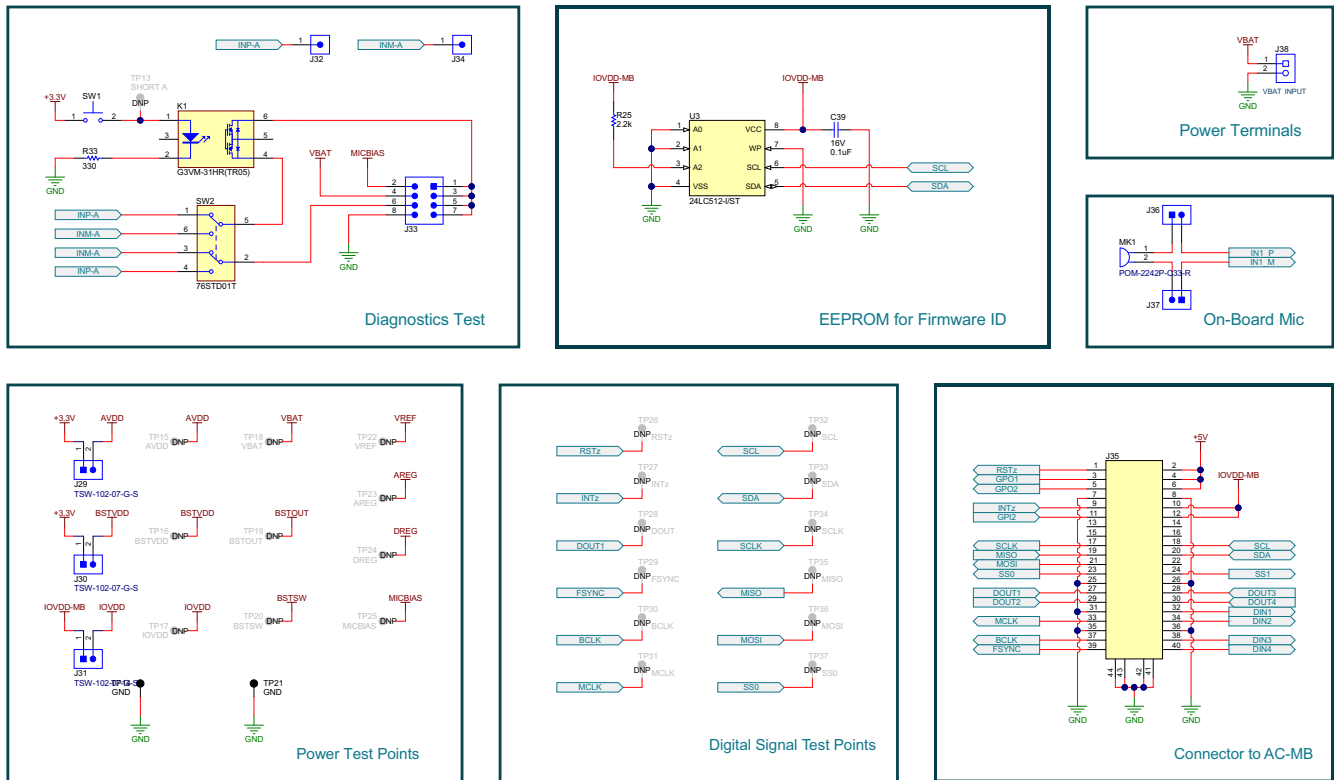 INP-A
1
J32
INM-A
1
J34
TP13
SHORT A
DNP
+3.3V
SW1
1
2
K1
1
3
2
6
5
4
R33
330
GND
G3VM-31HR(TR05)
VBAT
MICBIAS
2
4
6
8
1
3
5
7
J33
GND
SW2
INP-A
1
INM-A
6
INM-A
3
INP-A
4
5
2
76STD01T
Diagnostics Test
IOVDD-MB
IOVDD-MB
R25
2.2k
U3
1
A0
2
A1
3
A2
4
VSS
VCC
8
WP
7
SCL
6
SDA
5
24LC512-I/ST
C39
16V
0.1uF
SCL
SDA
GND
GND
GND
EEPROM for Firmware ID
VBAT
J38
1
2
VBAT INPUT
GND
Power Terminals
J36
MK1
1
2
POM-2242P-C33-R
IN1_P
IN1_M
J37
On-Board Mic
+3.3V
AVDD
1
2
J29
TSW-102-07-G-S
AVDD
TP15
AVDD
DNP
VBAT
TP18
VBAT
DNP
VREF
TP22
VREF
DNP
AREG
TP23
AREG
DNP
+3.3V
BSTVDD
1
2
J30
TSW-102-07-G-S
BSTVDD
TP16
BSTVDD
DNP
BSTOUT
TP19
BSTOUT
DNP
DREG
TP24
DREG
DNP
IOVDD-MB
IOVDD
1
2
J31
TSW-102-07-G-S
IOVDD
TP17
IOVDD
DNP
BSTSW
TP20
BSTSW
DNP
MICBIAS
TP25
MICBIAS
DNP
TP14
GND
GND
TP21
GND
GND
Power Test Points
TP26
DNP
RSTz
RSTz
TP27
DNP
INTz
INTz
TP28
DNP
DOUT
DOUT1
TP29
DNP
FSYNC
FSYNC
TP30
DNP
BCLK
BCLK
TP31
DNP
MCLK
MCLK
TP32
DNP
SCL
SCL
TP33
DNP
SDA
SDA
TP34
DNP
SCLK
SCLK
TP35
DNP
MISO
MISO
TP36
DNP
MOSI
MOSI
TP37
DNP
SS0
SS0
Digital Signal Test Points
+5V
J35
IOVDD-MB
RSTz 1 2
GPO1 3 4
GPO2 5 6
7 8
INTz 9 10
GPI2 11 12
13 14
15 16
SCLK 17 18 SCL
MISO 19 20 SDA
MOSI 21 22
SS0 23 24 SS1
25 26
DOUT1 27 28 DOUT3
DOUT2 29 30 DOUT4
31 32 DIN1
MCLK 33 34 DIN2
35 36
BCLK 37 38 DIN3
FSYNC 39 40 DIN4
44 43 42 41
GND
GND
GND
Connector to AC-MB